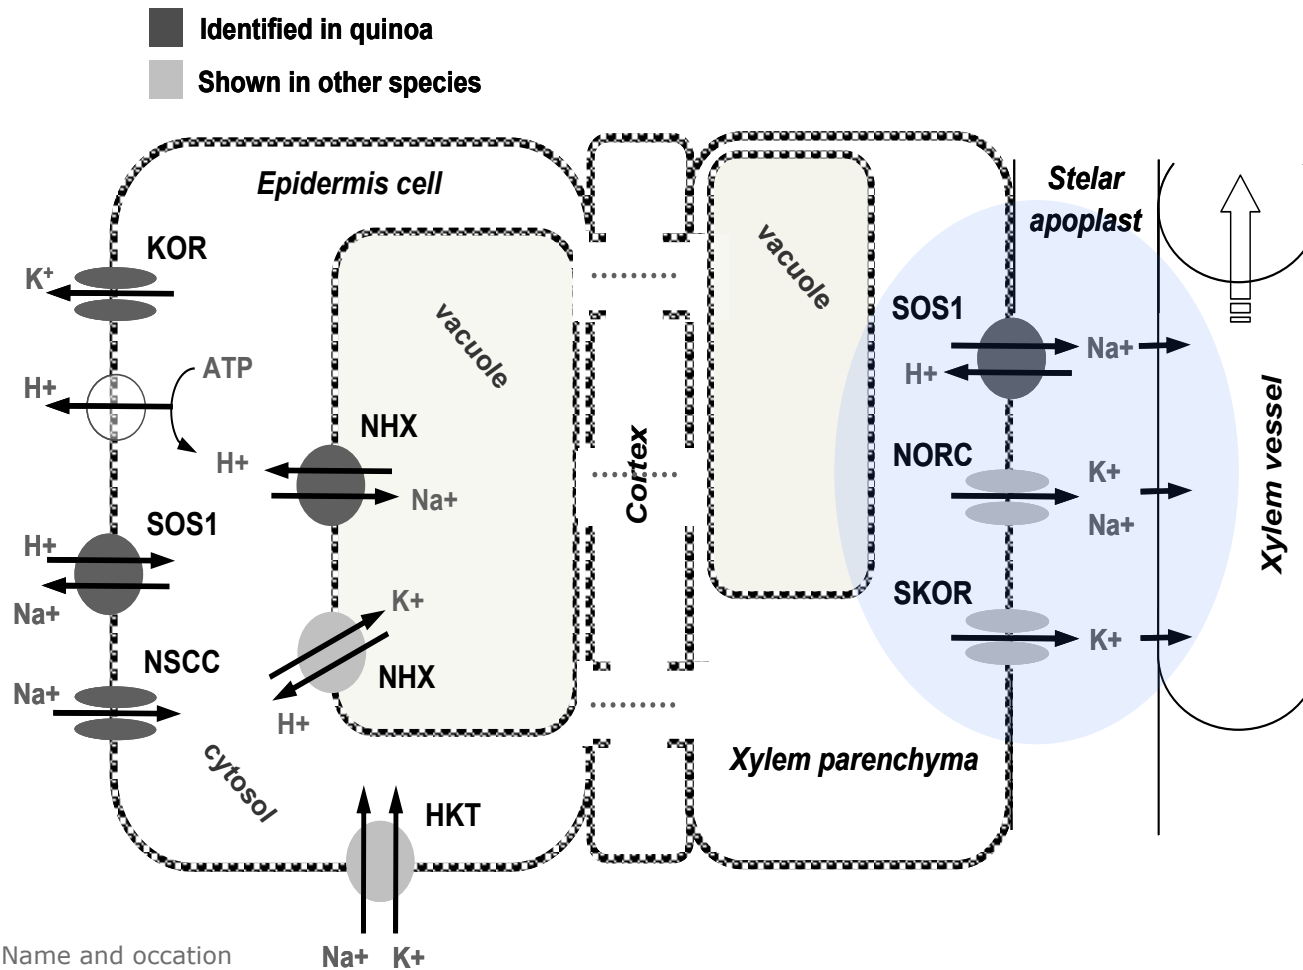 Identified in quinoa
Shown in other species
Epidermis cell
Stelar
apoplast
KOR
K+
vacuole
vacuole
SOS1
Na+
H+
ATP
H+
NHX
H+
Na+
Cortex
NORC
K+
Na+
Xylem vessel
SOS1
H+
Na+
K+
NHX
H+
SKOR
K+
NSCC
Na+
cytosol
Xylem parenchyma
HKT
Na+ K+
Name and occation